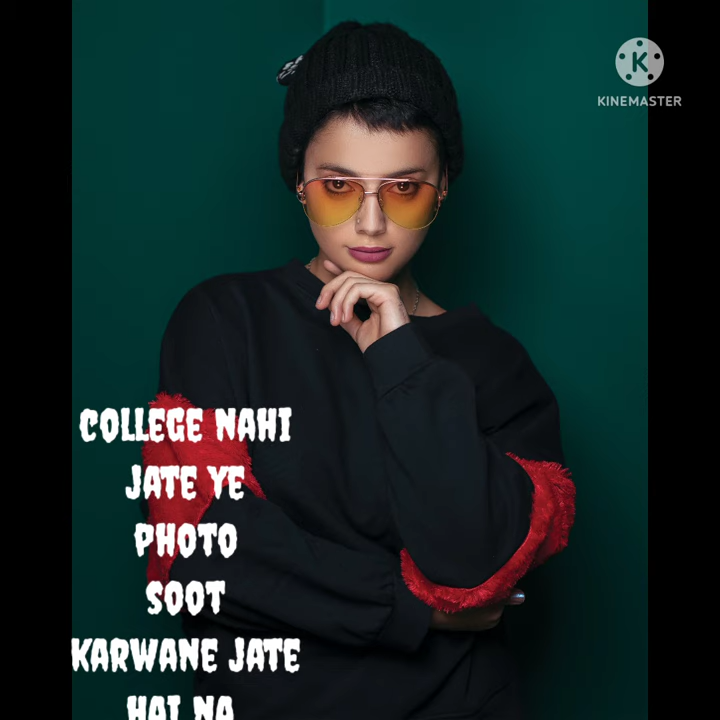 KINEMASTER
COLLEGE NAHI
JATE YE
PHOTO
SOOT
KARWANE JATE
HAI NA